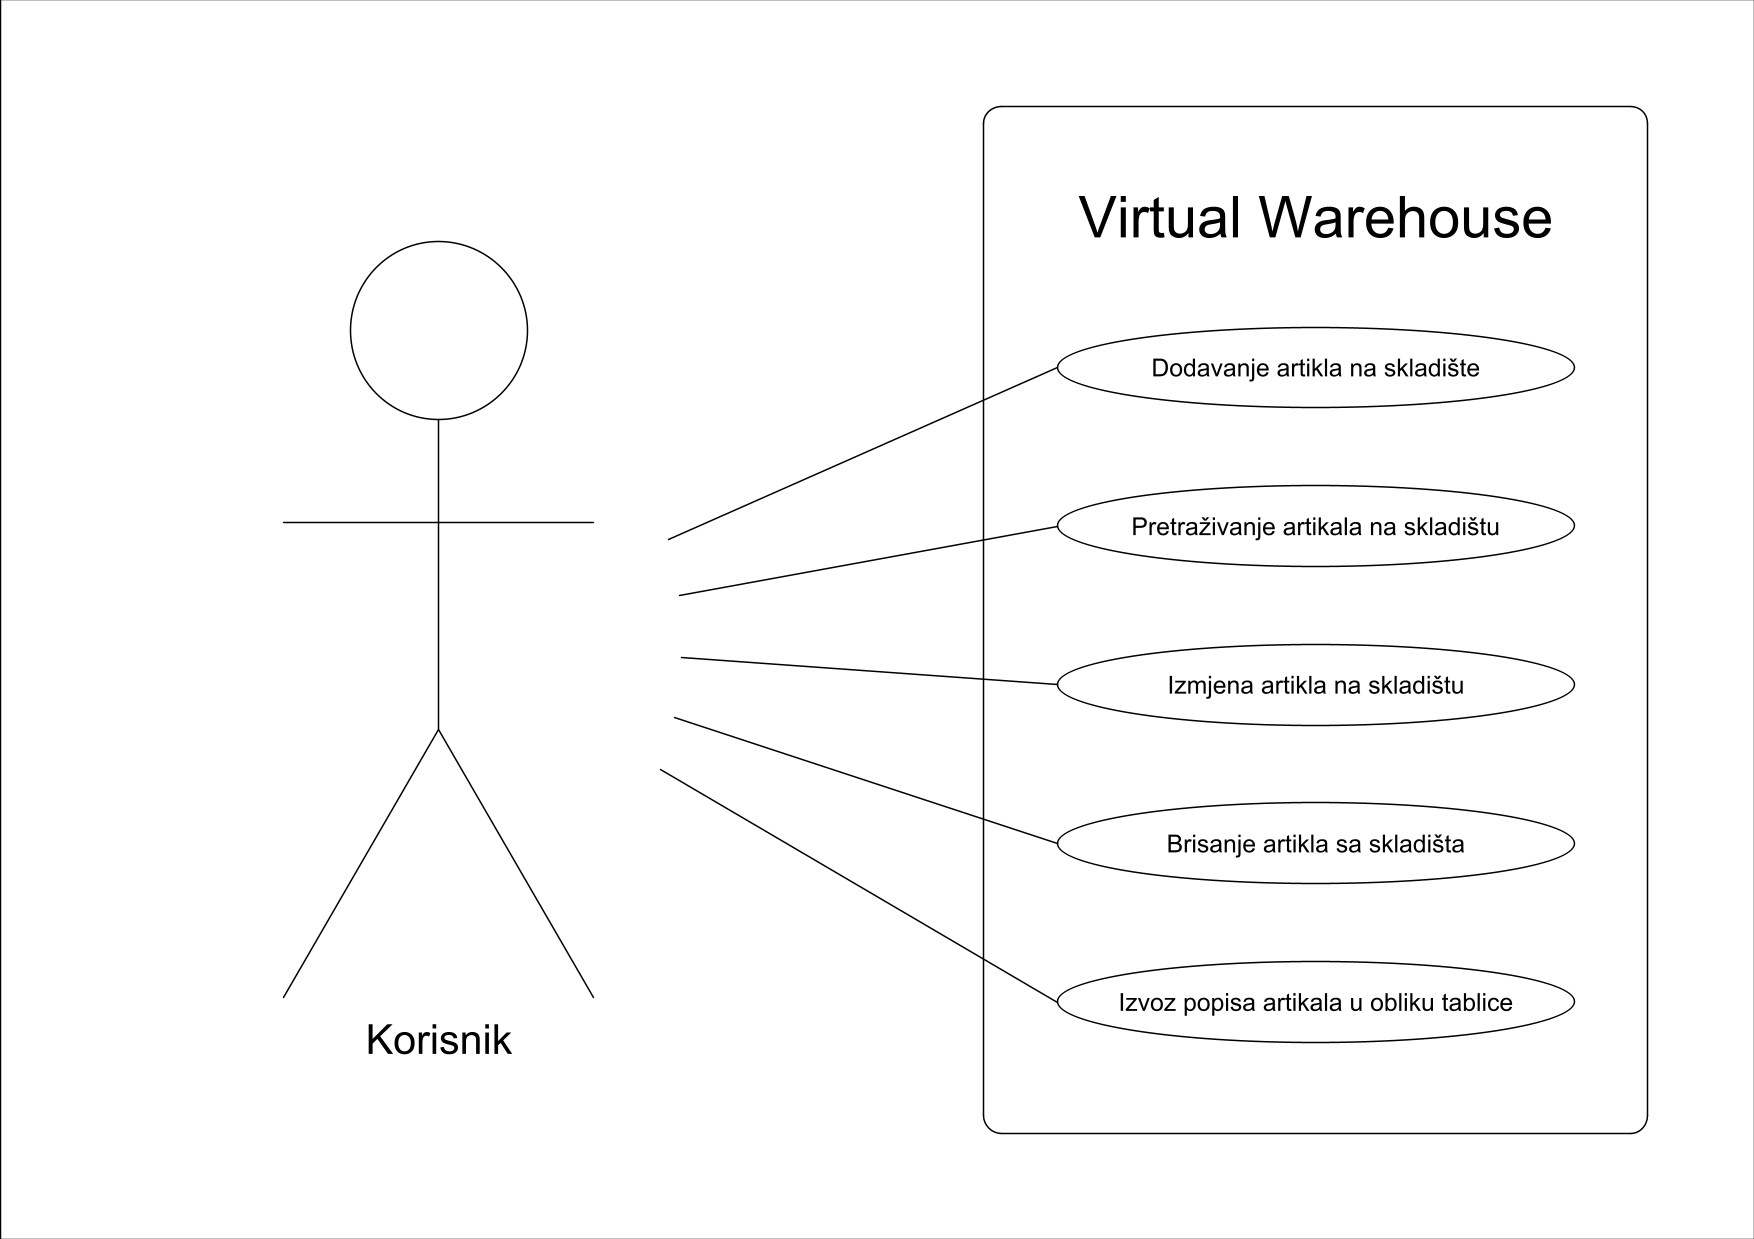 Virtual Warehouse
Dodavanje artikla na skladište
Pretraživanje artikala na skladištu
Izmjena artikla na skladištu
Brisanje artikla sa skladišta
Izvoz popisa artikala u obliku tablice
Korisnik